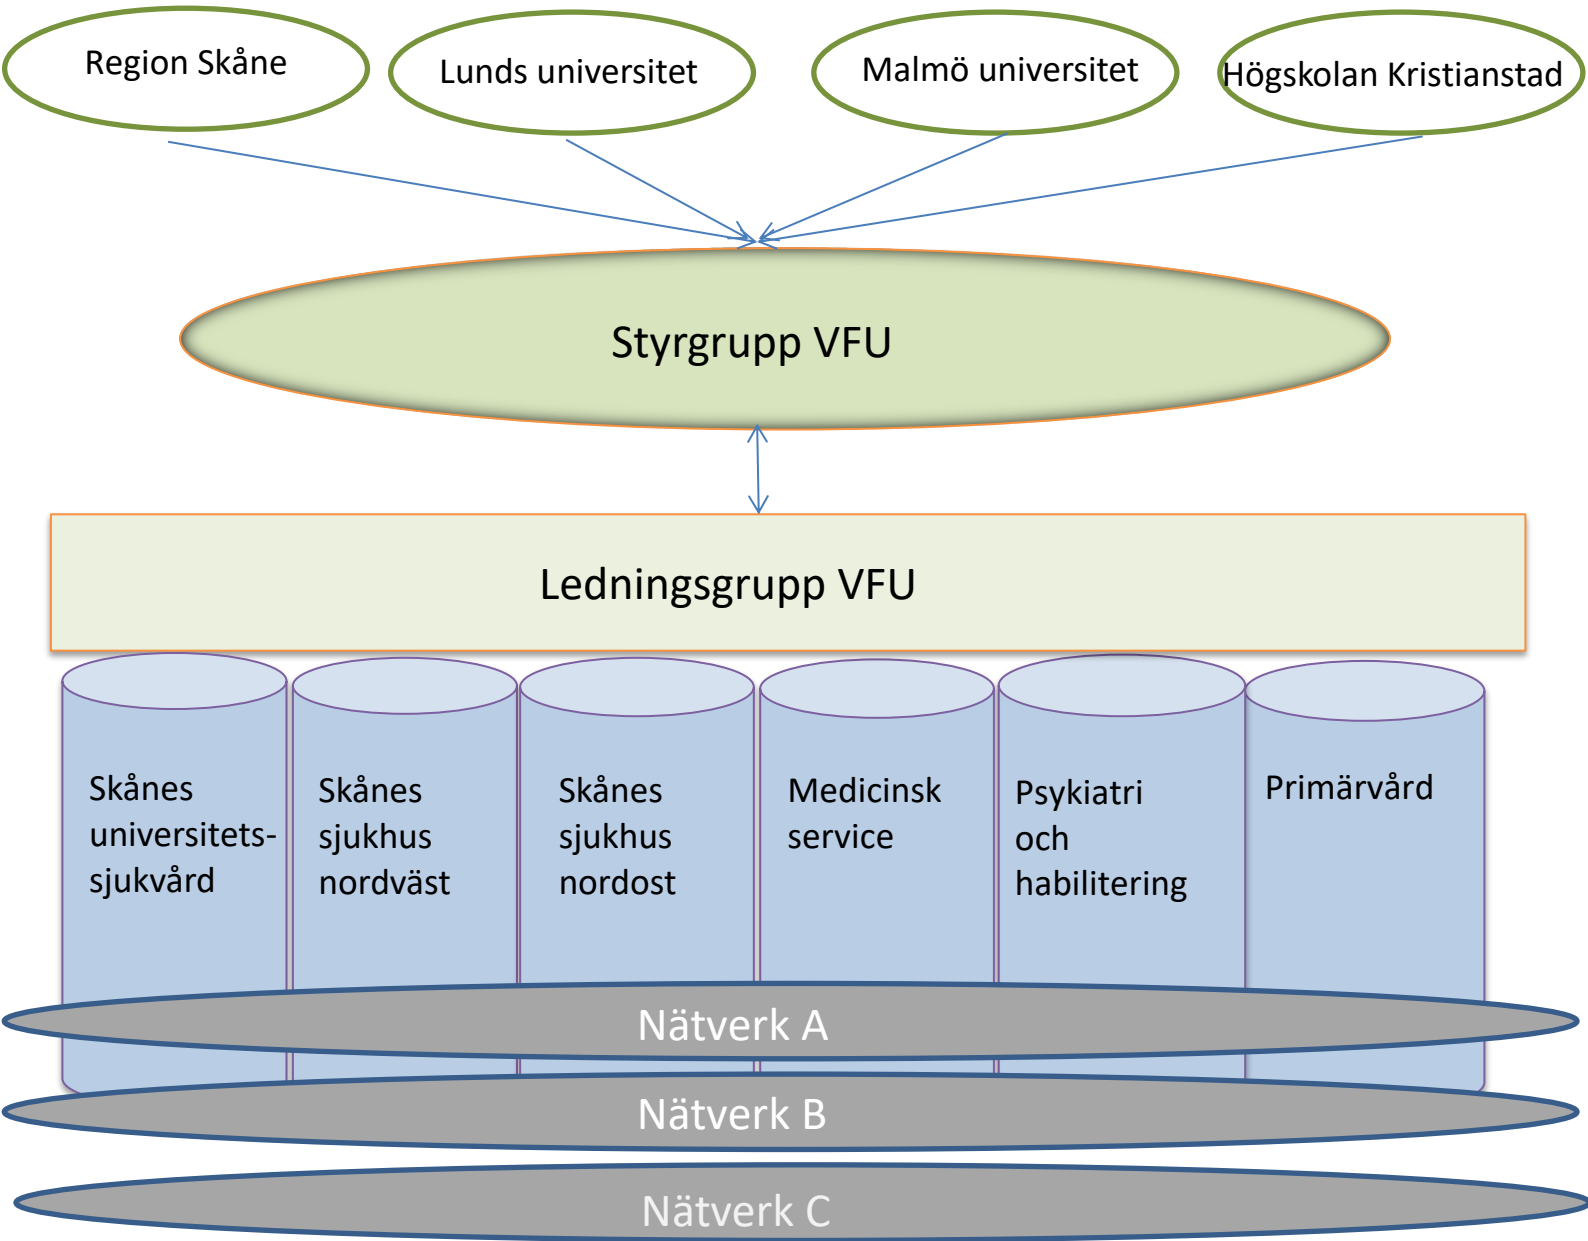 Region Skåne
Lunds universitet
Malmö universitet
Högskolan Kristianstad
Styrgrupp VFU
Ledningsgrupp VFU
Skånes
universitets-
sjukvård
Skånes
sjukhus
nordväst
Skånes
sjukhus
nordost
Medicinsk
service
Psykiatri
och
habilitering
Primärvård
Nätverk A
Nätverk B
Nätverk C